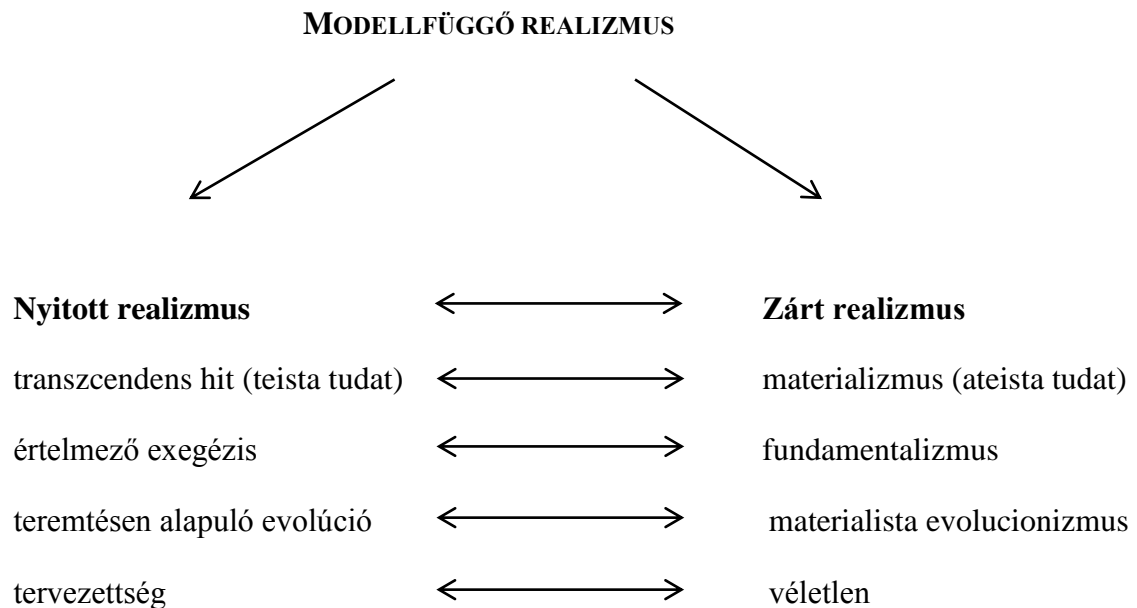 MODELLFÜGGŐ REALIZMUS
Nyitott realizmus Zárt realizmus
transzcendens hit (teista tudat) materializmus (ateista tudat)
értelmező exegézis fundamentalizmus
teremtésen alapuló evolúció materialista evolucionizmus
tervezettség véletlen